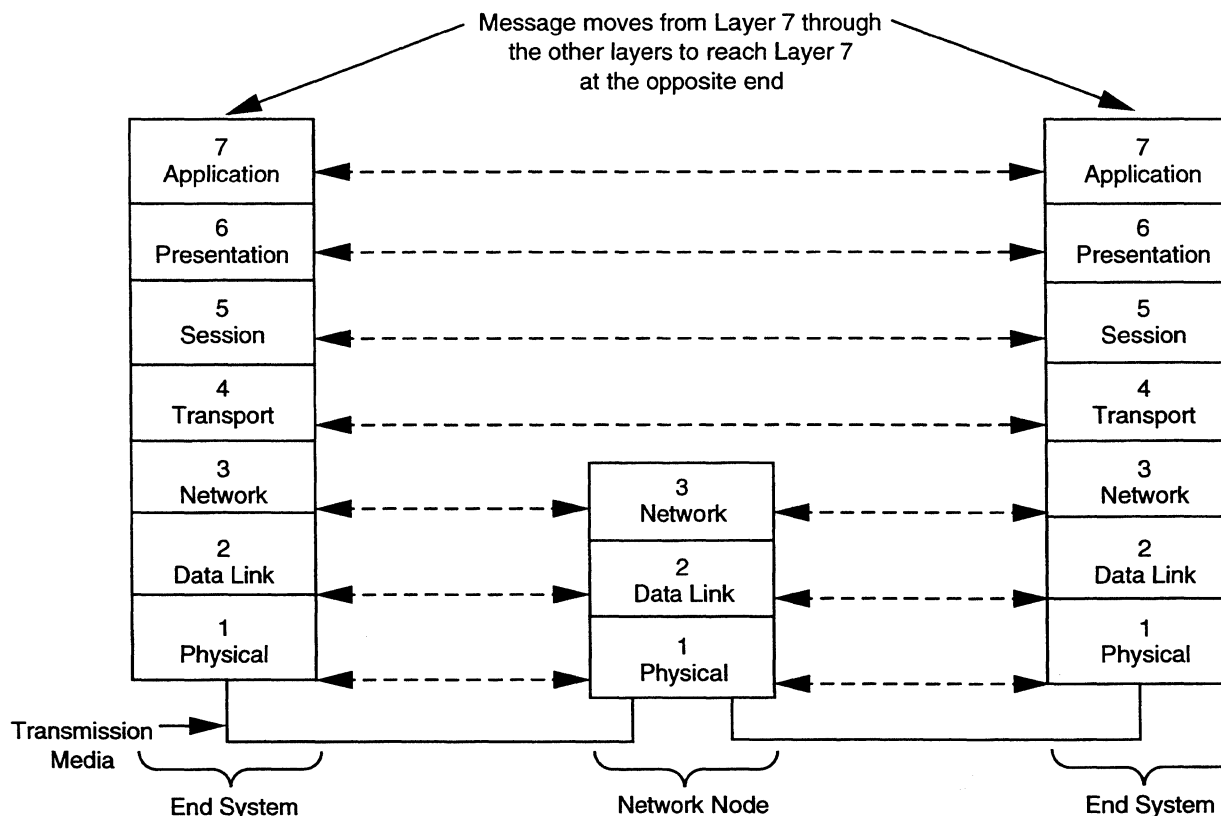 Message moves from Layer 7 through
the other layers to reach Layer 7
at the opposite end
7
Application
6
Presentation
5
Session
4
Transport
3
Network
2
Data Link
1
Physical
3
Network
2
Data Link
1
Physical
7
Application
6
Presentation
5
Session
4
Transport
3
Network
2
Data Link
1
Physical
Transmission
Media
End System
Network Node
End System